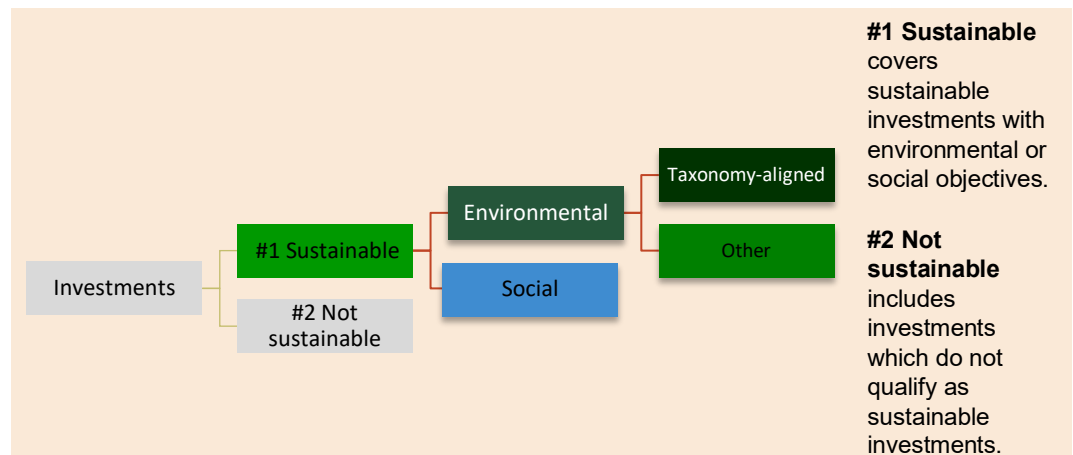 Investments
#1 Sustainable
#2 Not
sustainable
Environmental
Social
Taxonomy-aligned
Other
#1 Sustainable
covers
sustainable
investments with
environmental or
social objectives.
#2 Not
sustainable
includes
investments
which do not
qualify as
sustainable
investments.